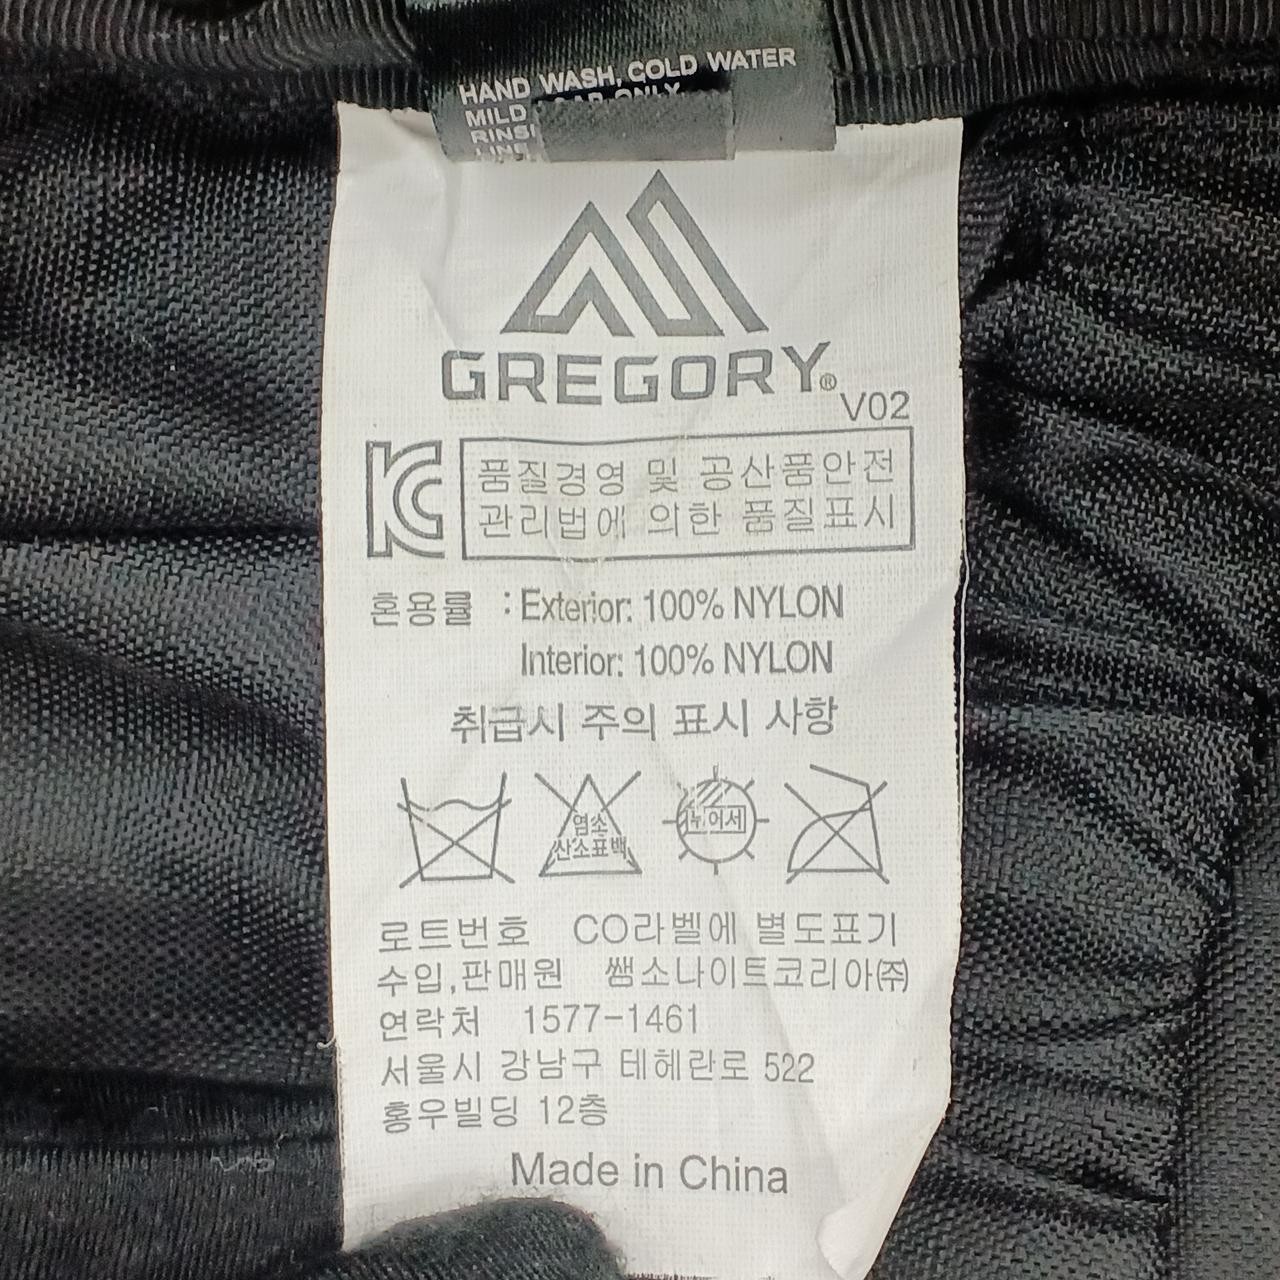 HAND WASH, COLD WATER
MILD ONLY
GREGORY®
V02
품질경영 및 공산품안전
관리법에 의한 품질표시
혼용률 : Exterior: 100% NYLON
Interior: 100% NYLON
취급시 주의 표시 사항
염소
산소표백
뉘어서
로트번호 CO라벨에 별도표기
수입,판매원 쌤소나이트코리아㈜
연락처 1577-1461
서울시 강남구 테헤란로 522
홍우빌딩 12층
Made in China